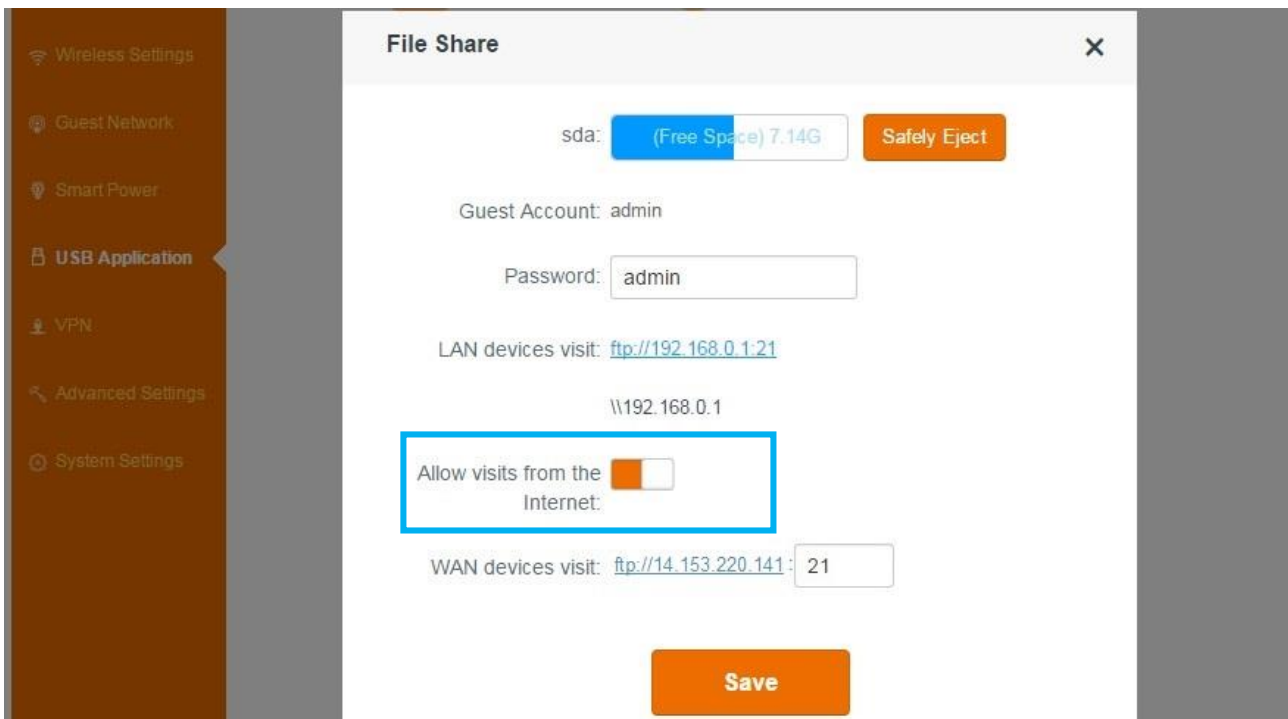 Wireless Settings
Guest Network
Smart Power
USB Application
VPN
Advanced Settings
System Settings
File Share
sda: (Free Space) 7.14G Safely Eject
Guest Account: admin
Password: admin
LAN devices visit: ftp://192.168.0.1:21
\\192.168.0.1
Allow visits from the
Internet:
WAN devices visit: ftp://14.153.220.141 : 21
Save